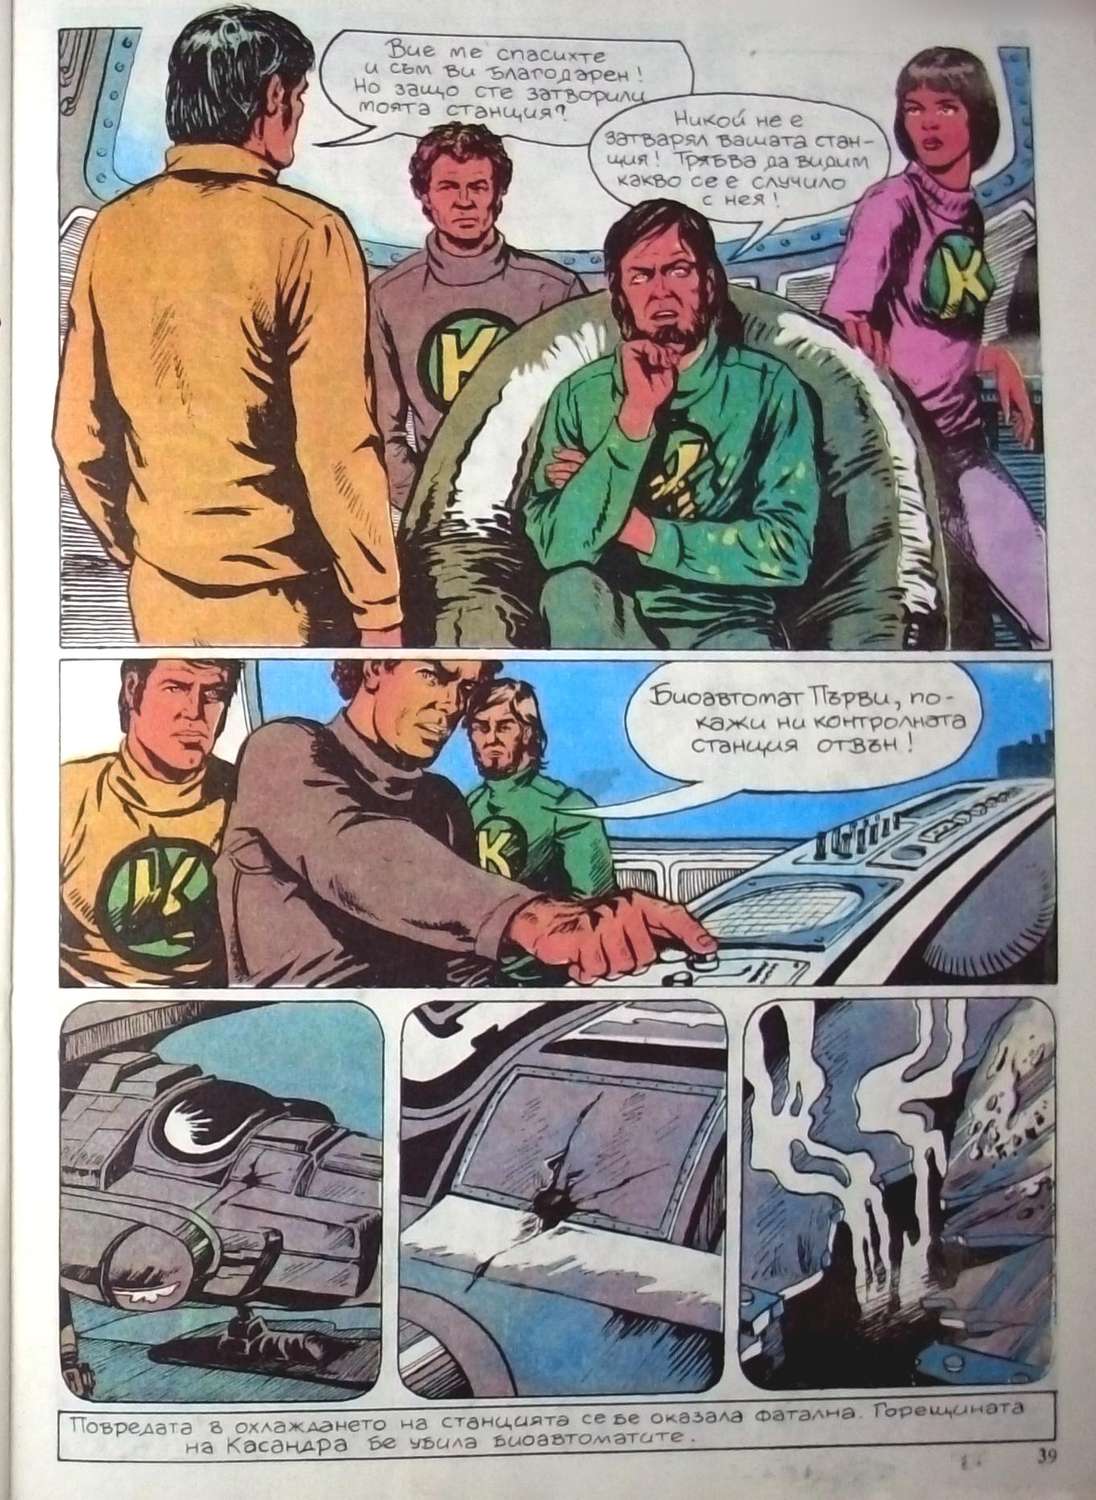 Вие ме спасихте
и съм ви благодарен!
Но защо сте затворили
моята станция?
Никой не е
затварял вашата стан-
ция! Трябва да видим
какво се е случило
с нея!
K
K
K
K
K
Биоавтомат Първи, по-
кажи ни контролната
станция отвън!
Повредата в охлаждането на станцията се бе оказала фатална. Горещината
на Касандра бе убила биоавтоматите.
39